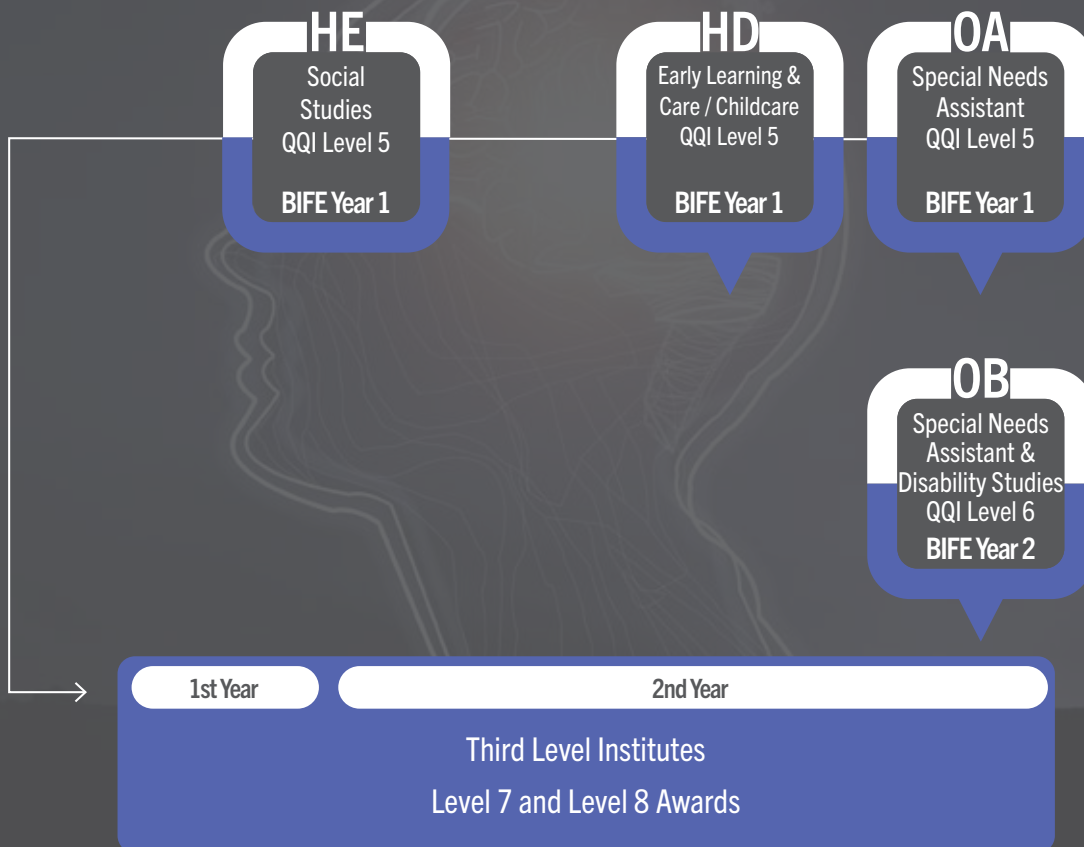 HE
Social
Studies
QQI Level 5
BIFE Year 1
HD
Early Learning &
Care / Childcare
QQI Level 5
BIFE Year 1
OA
Special Needs
Assistant
QQI Level 5
BIFE Year 1
OB
Special Needs
Assistant &
Disability Studies
QQI Level 6
BIFE Year 2
1st Year
2nd Year
Third Level Institutes
Level 7 and Level 8 Awards